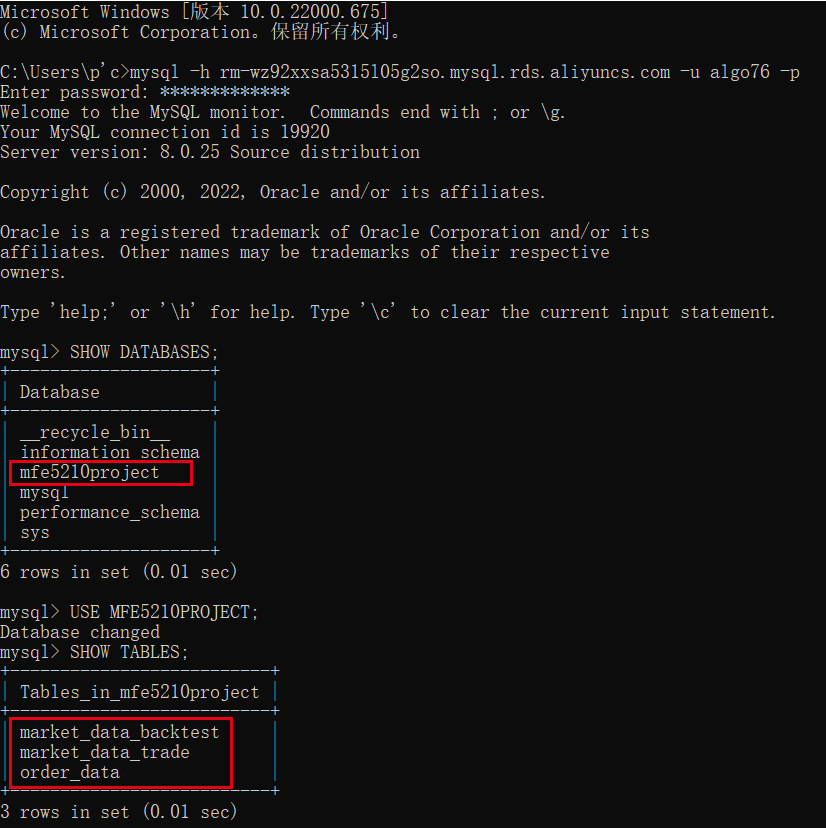 Microsoft Windows [版本 10.0.22000.675]
(c) Microsoft Corporation。保留所有权利。
C:\Users\p'c>mysql -h rm-wz92xxsa5315l05g2so.mysql.rds.aliyuncs.com -u algo76 -p
Enter password: *************
Welcome to the MySQL monitor.  Commands end with ; or \g.
Your MySQL connection id is 19920
Server version: 8.0.25 Source distribution
Copyright (c) 2000, 2022, Oracle and/or its affiliates.
Oracle is a registered trademark of Oracle Corporation and/or its
affiliates. Other names may be trademarks of their respective
owners.
Type 'help;' or '\h' for help. Type '\c' to clear the current input statement.
mysql> SHOW DATABASES;
+--------------------+
| Database           |
+--------------------+
| __recycle_bin__    |
| information_schema |
| mfe5210project     |
| mysql              |
| performance_schema |
| sys                |
+--------------------+
6 rows in set (0.01 sec)
mysql> USE MFE5210PROJECT;
Database changed
mysql> SHOW TABLES;
+--------------------------+
| Tables_in_mfe5210project |
+--------------------------+
| market_data_backtest     |
| market_data_trade        |
| order_data               |
+--------------------------+
3 rows in set (0.01 sec)